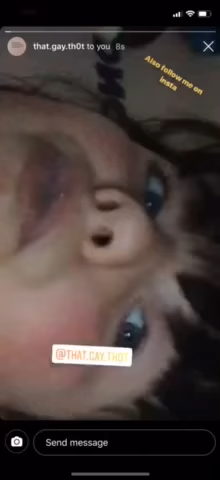 that.gay.th0t to you 8s
Also follow me on
insta
@THAT.GAY.TH0T
Send message